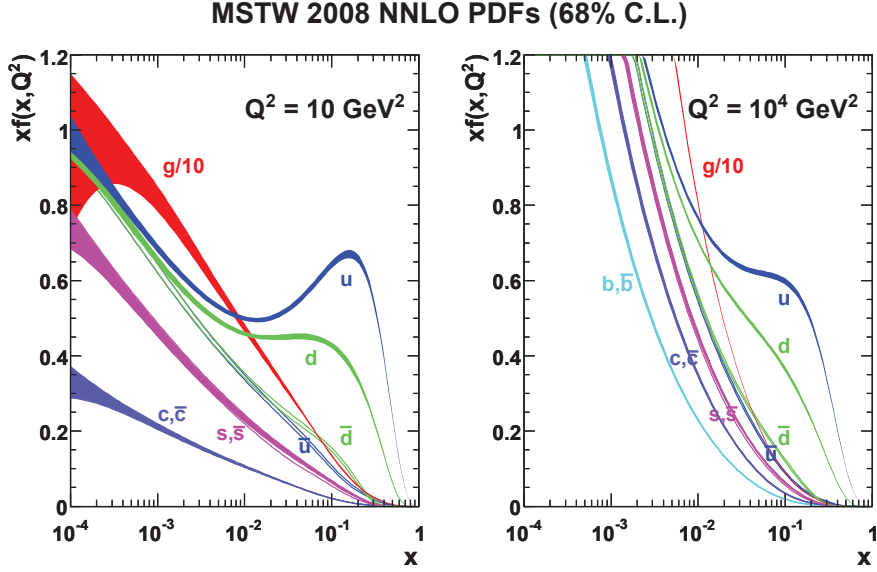 MSTW 2008 NNLO PDFs (68% C.L.)
xf(x,Q²)
1.2
1
0.8
0.6
0.4
0.2
0
Q² = 10 GeV²
g/10
u
d
c,c̅
s,s̅
u̅
d̅
10⁻⁴
10⁻³
10⁻²
10⁻¹
1
x
xf(x,Q²)
1.2
1
0.8
0.6
0.4
0.2
0
Q² = 10⁴ GeV²
g/10
b,b̅
u
d
c,c̅
s,s̅
d̅
u̅
10⁻⁴
10⁻³
10⁻²
10⁻¹
1
x